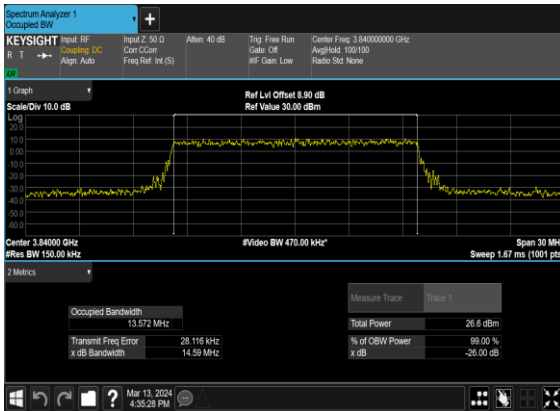 Spectrum Analyzer 1
Occupied BW
+
KEYSIGHT
R T
LXI
Input: RF
Coupling: DC
Align: Auto
Input Z: 50 Ω
Corr CCorr
Freq Ref: Int (S)
Atten: 40 dB
Trig: Free Run
Gate: Off
#IF Gain: Low
Center Freq: 3.840000000 GHz
Avg|Hold: 100/100
Radio Std: None
1 Graph
Scale/Div 10.0 dB
Ref Lvl Offset 8.90 dB
Ref Value 30.00 dBm
Log
20.0
10.0
0.00
-10.0
-20.0
-30.0
-40.0
-50.0
-60.0
Center 3.84000 GHz
#Video BW 470.00 kHz*
Span 30 MH
#Res BW 150.00 kHz
Sweep 1.67 ms (1001 pts
2 Metrics
Measure Trace
Trace 1
Occupied Bandwidth
13.572 MHz
Total Power
26.6 dBm
Transmit Freq Error
28.116 kHz
% of OBW Power
99.00 %
x dB Bandwidth
14.59 MHz
x dB
-26.00 dB
?
Mar 13, 2024
4:35:28 PM